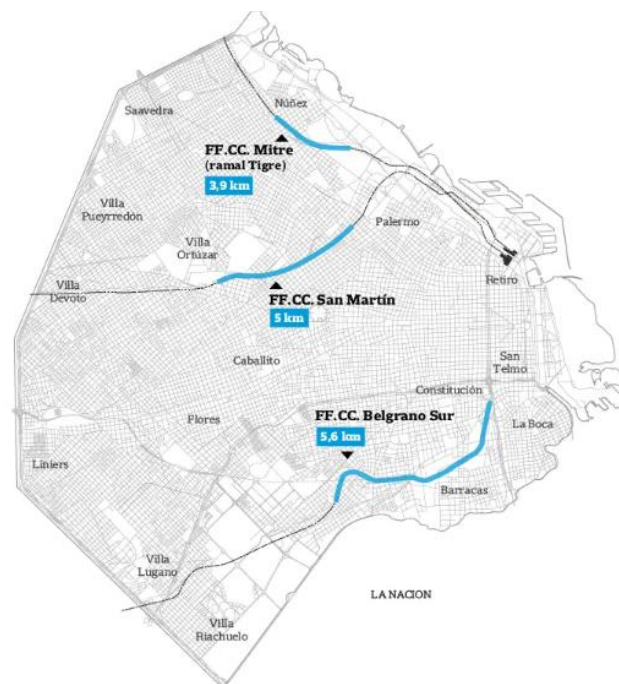 Núñez
Saavedra
FF.CC. Mitre
(ramal Tigre)
3,9 km
Villa
Pueyrredón
Palermo
Villa
Ortúzar
Villa
Devoto
Retiro
FF.CC. San Martín
5 km
San
Telmo
Caballito
Constitución
FF.CC. Belgrano Sur
Flores
La Boca
5,6 km
Liniers
Barracas
Villa
Lugano
LA NACION
Villa
Riachuelo